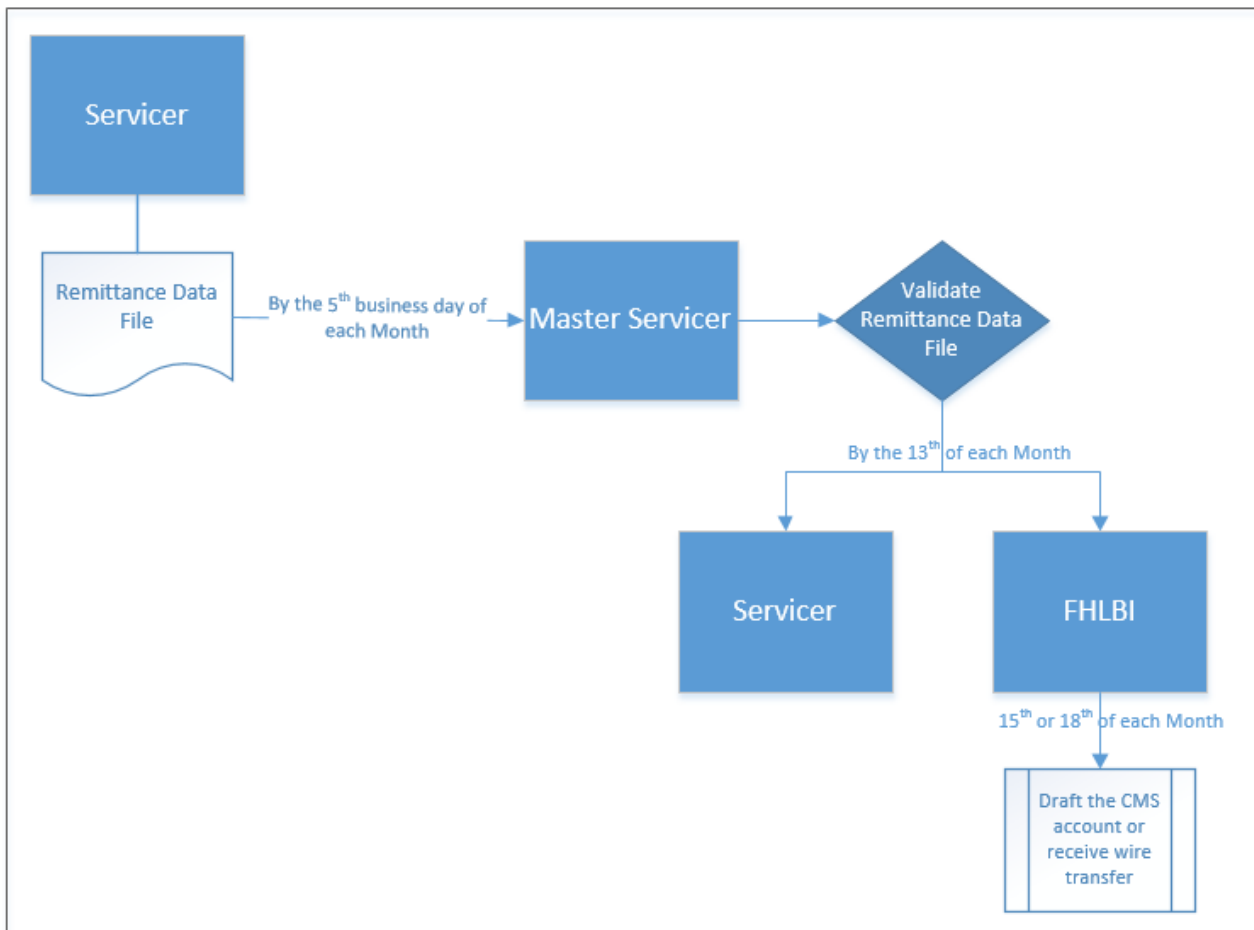 Servicer
Remittance Data
File
By the 5th business day of
each Month
Master Servicer
Validate
Remittance Data
File
By the 13th of each Month
Servicer
FHLBI
15th or 18th of each Month
Draft the CMS
account or
receive wire
transfer